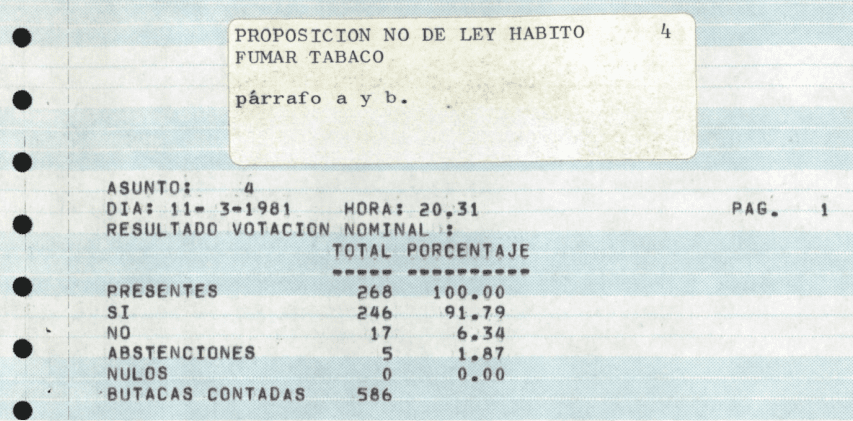 PROPOSICION NO DE LEY HABITO 4
FUMAR TABACO
párrafo a y b.
ASUNTO: 4
DIA: 11- 3-1981 HORA: 20.31 PAG. 1
RESULTADO VOTACION NOMINAL :
TOTAL PORCENTAJE
----- ----------
PRESENTES 268 100.00
SI 246 91.79
NO 17 6.34
ABSTENCIONES 5 1.87
NULOS 0 0.00
BUTACAS CONTADAS 586